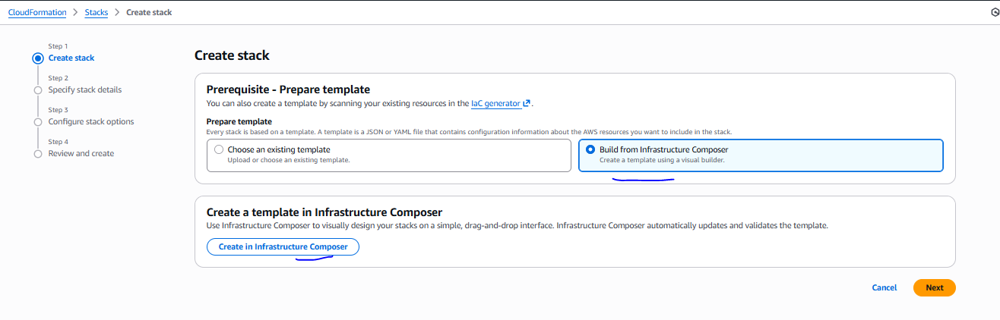 CloudFormation > Stacks > Create stack
Step 1
Create stack
Step 2
Specify stack details
Step 3
Configure stack options
Step 4
Review and create
Create stack
Prerequisite - Prepare template
You can also create a template by scanning your existing resources in the IaC generator.
Prepare template
Every stack is based on a template. A template is a JSON or YAML file that contains configuration information about the AWS resources you want to include in the stack.
Choose an existing template
Upload or choose an existing template.
Build from Infrastructure Composer
Create a template using a visual builder.
Create a template in Infrastructure Composer
Use Infrastructure Composer to visually design your stacks on a simple, drag-and-drop interface. Infrastructure Composer automatically updates and validates the template.
Create in Infrastructure Composer
Cancel
Next